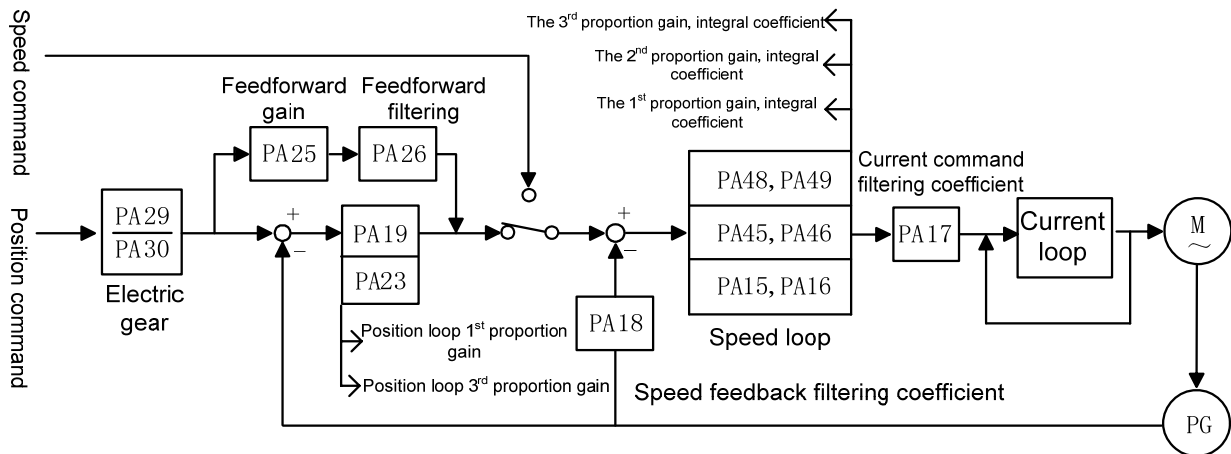 Speed command
Position command
The 3rd proportion gain, integral coefficient
The 2nd proportion gain, integral
coefficient
The 1st proportion gain, integral
coefficient
Feedforward
gain
Feedforward
filtering
PA25
PA26
PA29
PA30
Electric
gear
+
−
PA19
PA23
Position loop 1st proportion
gain
Position loop 3rd proportion gain
+
−
PA18
Speed feedback filtering coefficient
PA48, PA49
PA45, PA46
PA15, PA16
Speed loop
Current command
filtering coefficient
PA17
Current
loop
M
~
PG